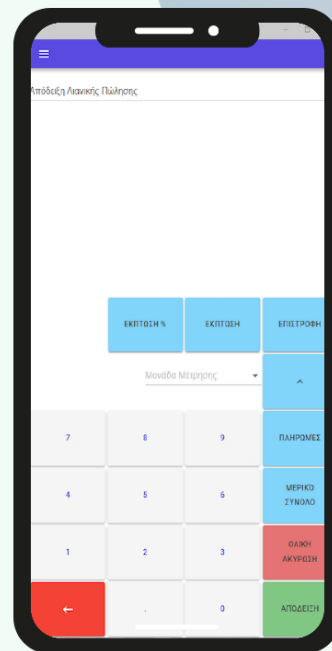 Απόδειξη Λιανικής Πώλησης
ΕΚΠΤΩΣΗ %
ΕΚΠΤΩΣΗ
ΕΠΙΣΤΡΟΦΗ
Μονάδα Μέτρησης
7
8
9
ΠΛΗΡΩΜΕΣ
4
5
6
ΜΕΡΙΚΟ
ΣΥΝΟΛΟ
1
2
3
ΟΛΙΚΗ
ΑΚΥΡΩΣΗ
.
0
ΑΠΟΔΕΙΞΗ